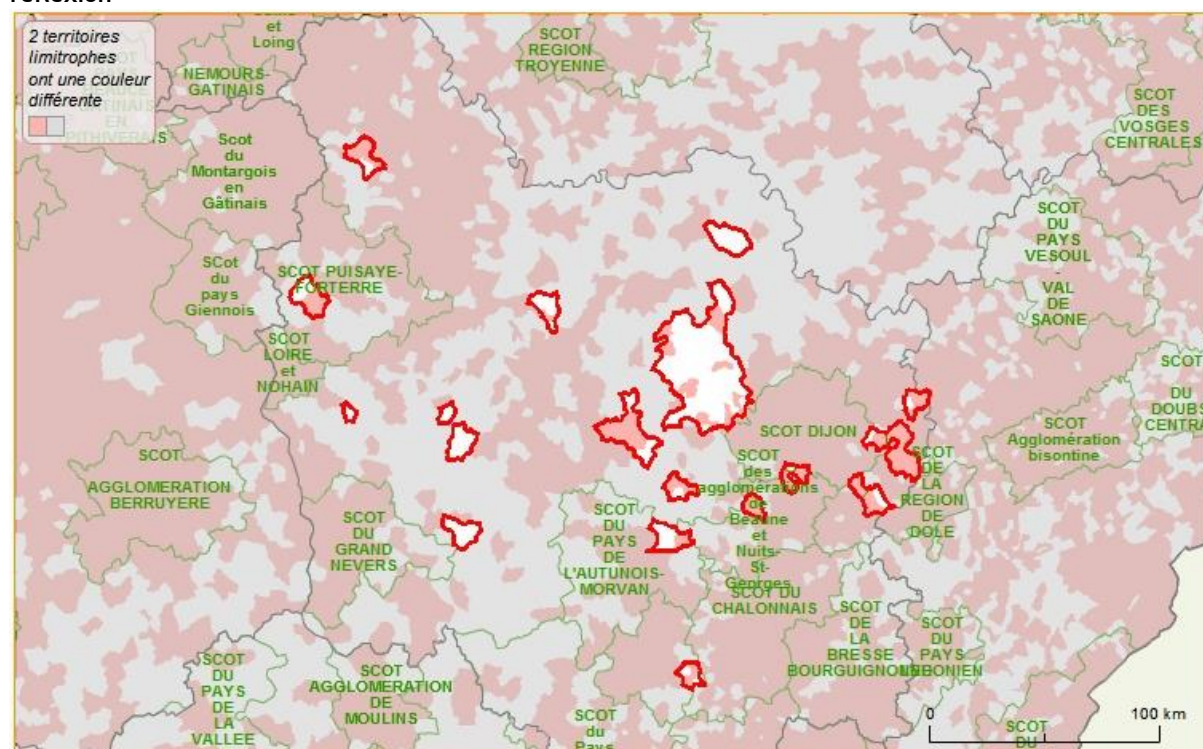 2 territoires
limitrophes
ont une couleur
différente
et
Loing
NEMOURS-
GATINAIS
GATINAIS
EN
PITHIVERAIS
SCOT
REGION
TROYENNE
SCOT
DES
VOSGES
CENTRALES
Scot
du
Montargois
en
Gâtinais
SCot
du
pays
Giennois
SCOT PUISAYE-
FORTERRE
SCOT
LOIRE
et
NOHAIN
SCOT
DU
PAYS
VESOUL
-
VAL
DE
SAONE
SCOT
DU
DOUBS
CENTRA
SCOT
Agglomération
bisontine
SCOT
AGGLOMERATION
BERRUYERE
SCOT DIJON
SCOT
des
agglomérations
de
Beaune
et
Nuits-
St-
Georges
SCOT
DE
LA
REGION
DE
DOLE
SCOT
DU
GRAND
NEVERS
SCOT
DU
PAYS
DE
L'AUTUNOIS-
MORVAN
SCOT DU
CHALONNAIS
SCOT
DE
LA
BRESSE
BOURGUIGNONNE
SCOT
DU
PAYS
SCOT
DU
PAYS
DE
LA
VALLEE
SCOT
AGGLOMERATION
DE
MOULINS
SCOT
du
Pays
SCOT
DU
0
100 km